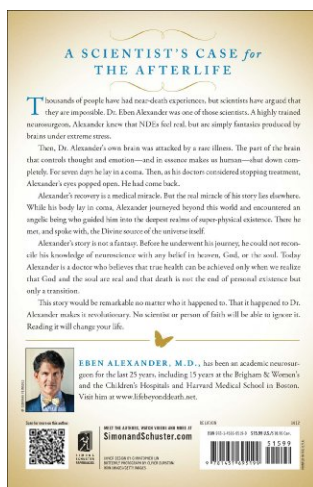 A SCIENTIST'S CASE for
THE AFTERLIFE
Thousands of people have had near-death experiences, but scientists have argued that
they are impossible. Dr. Eben Alexander was one of those scientists. A highly trained
neurosurgeon, Alexander knew that NDEs feel real, but are simply fantasies produced by
brains under extreme stress.
Then, Dr. Alexander's own brain was attacked by a rare illness. The part of the brain
that controls thought and emotion—and in essence makes us human—shut down com-
pletely. For seven days he lay in a coma. Then, as his doctors considered stopping treatment,
Alexander's eyes popped open. He had come back.
Alexander's recovery is a medical miracle. But the real miracle of his story lies elsewhere.
While his body lay in coma, Alexander journeyed beyond this world and encountered an
angelic being who guided him into the deepest realms of super-physical existence. There he
met, and spoke with, the Divine source of the universe itself.
Alexander's story is not a fantasy. Before he underwent his journey, he could not recon-
cile his knowledge of neuroscience with any belief in heaven, God, or the soul. Today
Alexander is a doctor who believes that true health can be achieved only when we realize
that God and the soul are real and that death is not the end of personal existence but
only a transition.
This story would be remarkable no matter who it happened to. That it happened to Dr.
Alexander makes it revolutionary. No scientist or person of faith will be able to ignore it.
Reading it will change your life.
EBEN ALEXANDER, M.D., has been an academic neurosur-
geon for the last 25 years, including 15 years at the Brigham & Women's
and the Children's Hospitals and Harvard Medical School in Boston.
Visit him at www.lifebeyonddeath.net.
MEET THE AUTHORS, WATCH VIDEOS AND MORE AT
SimonandSchuster.com
SIMON &
SCHUSTER
RELIGION
51599